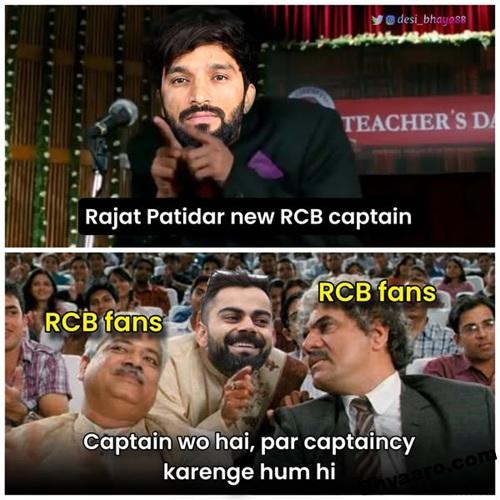 desi_bhayo88
TEACHER'S DA
Rajat Patidar new RCB captain
RCB fans
RCB fans
Captain wo hai, par captaincy
karenge hum hi